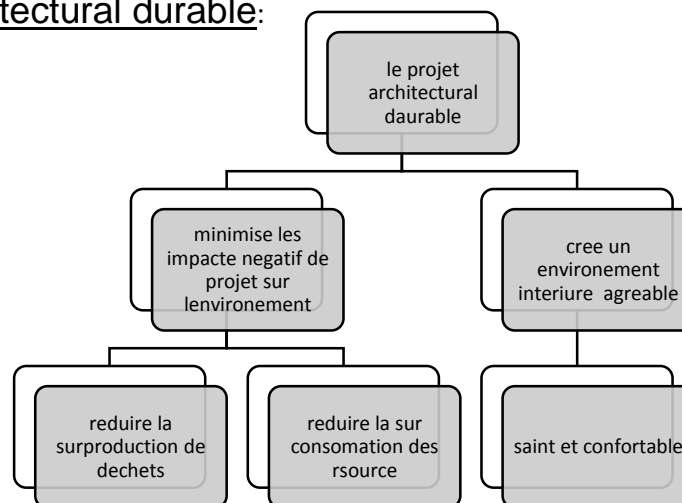 tectural durable:
le projet
architectural
daurable
minimise les
impacte negatif de
projet sur
lenvironement
cree un
environement
interiure agreable
reduire la
surproduction de
dechets
reduire la sur
consomation des
rsource
saint et confortable